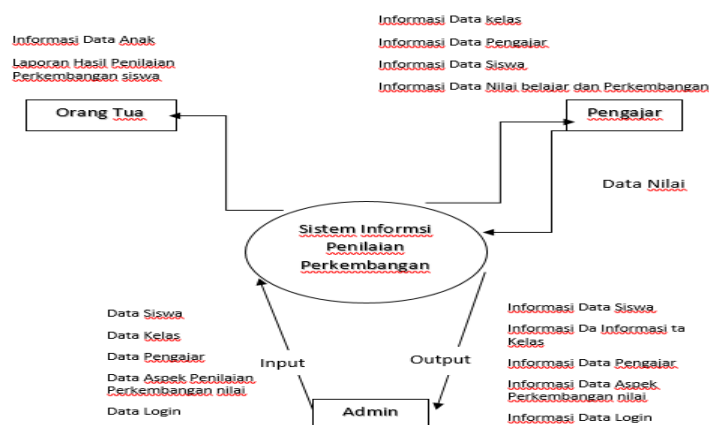 Informasi Data kelas
Informasi Data Anak
Informasi Data Pengajar
Laporan Hasil Penilaian
Perkembangan siswa
Informasi Data Siswa
Informasi Data Nilai belajar dan Perkembangan
Orang Tua
Pengajar
Data Nilai
Sistem Informsi
Penilaian
Perkembangan
Data Siswa
Data Kelas
Data Pengajar
Data Aspek Penilaian
Perkembangan nilai
Data Login
Input
Output
Informasi Data Siswa
Informasi Da Informasi ta
Kelas
Informasi Data Pengajar
Informasi Data Aspek
Perkembangan nilai
Informasi Data Login
Admin